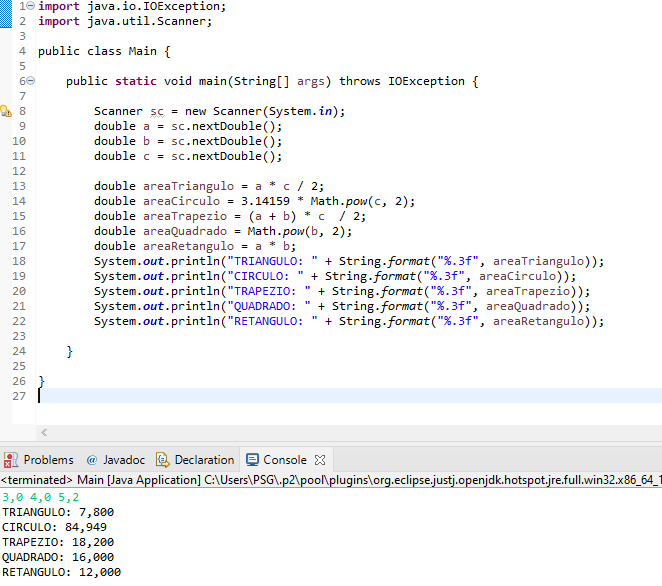 1 import java.io.IOException;
2 import java.util.Scanner;
3
4 public class Main {
5
6     public static void main(String[] args) throws IOException {
7
8         Scanner sc = new Scanner(System.in);
9         double a = sc.nextDouble();
10         double b = sc.nextDouble();
11         double c = sc.nextDouble();
12
13         double areaTriangulo = a * c / 2;
14         double areaCirculo = 3.14159 * Math.pow(c, 2);
15         double areaTrapezio = (a + b) * c  / 2;
16         double areaQuadrado = Math.pow(b, 2);
17         double areaRetangulo = a * b;
18         System.out.println("TRIANGULO: " + String.format("%.3f", areaTriangulo));
19         System.out.println("CIRCULO: " + String.format("%.3f", areaCirculo));
20         System.out.println("TRAPEZIO: " + String.format("%.3f", areaTrapezio));
21         System.out.println("QUADRADO: " + String.format("%.3f", areaQuadrado));
22         System.out.println("RETANGULO: " + String.format("%.3f", areaRetangulo));
23
24     }
25
26 }
27
Problems @ Javadoc Declaration Console
<terminated> Main [Java Application] C:\Users\PSG\.p2\pool\plugins\org.eclipse.justj.openjdk.hotspot.jre.full.win32.x86_64_1
3,0 4,0 5,2
TRIANGULO: 7,800
CIRCULO: 84,949
TRAPEZIO: 18,200
QUADRADO: 16,000
RETANGULO: 12,000